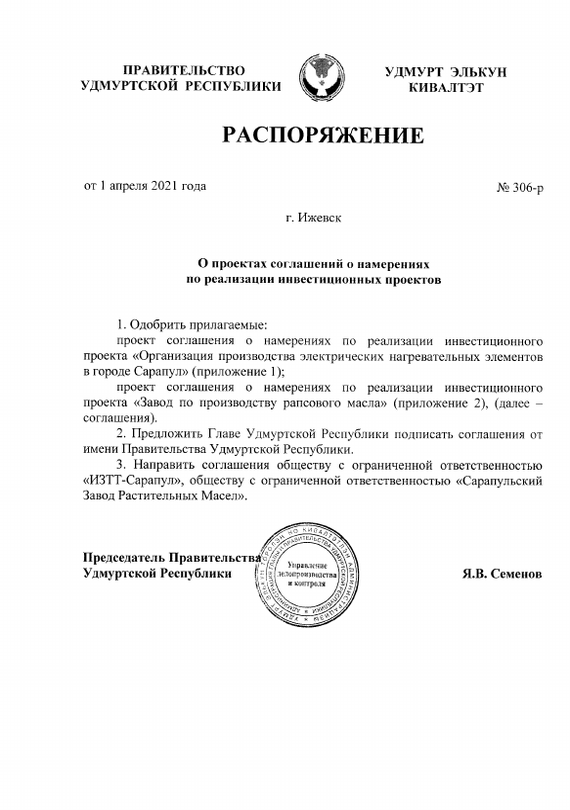 ПРАВИТЕЛЬСТВО
УДМУРТСКОЙ РЕСПУБЛИКИ
УДМУРТ ЭЛЬКУН
КИВАЛТЭТ
РАСПОРЯЖЕНИЕ
от 1 апреля 2021 года
№ 306-р
г. Ижевск
О проектах соглашений о намерениях
по реализации инвестиционных проектов
1. Одобрить прилагаемые:
проект соглашения о намерениях по реализации инвестиционного
проекта «Организация производства электрических нагревательных элементов
в городе Сарапул» (приложение 1);
проект соглашения о намерениях по реализации инвестиционного
проекта «Завод по производству рапсового масла» (приложение 2), (далее –
соглашения).
2. Предложить Главе Удмуртской Республики подписать соглашения от
имени Правительства Удмуртской Республики.
3. Направить соглашения обществу с ограниченной ответственностью
«ИЗТТ-Сарапул», обществу с ограниченной ответственностью «Сарапульский
Завод Растительных Масел».
Председатель Правительства
Удмуртской Республики
Я.В. Семенов
Управление
делопроизводства
и контроля